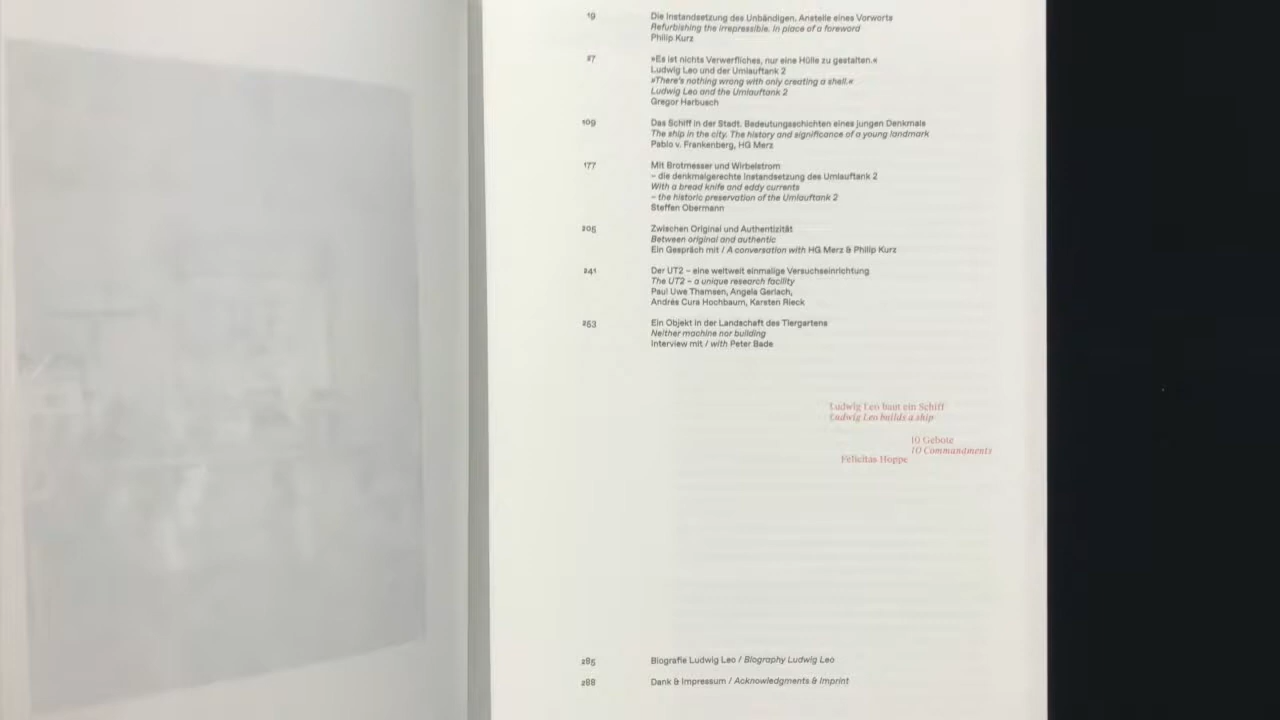 19
Die Instandsetzung des Unbändigen. Anstelle eines Vorworts
Refurbishing the irrepressible. In place of a foreword
Philip Kurz
27
»Es ist nichts Verwerfliches, nur eine Hülle zu gestalten.«
Ludwig Leo und der Umlauftank 2
»There's nothing wrong with only creating a shell.«
Ludwig Leo and the Umlauftank 2
Gregor Harbusch
109
Das Schiff in der Stadt. Bedeutungsschichten eines jungen Denkmals
The ship in the city. The history and significance of a young landmark
Pablo v. Frankenberg, HG Merz
177
Mit Brotmesser und Wirbelstrom
– die denkmalgerechte Instandsetzung des Umlauftank 2
With a bread knife and eddy currents
– the historic preservation of the Umlauftank 2
Steffen Obermann
205
Zwischen Original und Authentizität
Between original and authentic
Ein Gespräch mit / A conversation with HG Merz & Philip Kurz
241
Der UT2 – eine weltweit einmalige Versuchseinrichtung
The UT2 – a unique research facility
Paul Uwe Thamsen, Angela Gerlach,
Andrés Cura Hochbaum, Karsten Rieck
253
Ein Objekt in der Landschaft des Tiergartens
Neither machine nor building
Interview mit / with Peter Bade
Ludwig Leo baut ein Schiff
Ludwig Leo builds a ship
10 Gebote
10 Commandments
Felicitas Hoppe
285
Biografie Ludwig Leo / Biography Ludwig Leo
288
Dank & Impressum / Acknowledgments & Imprint